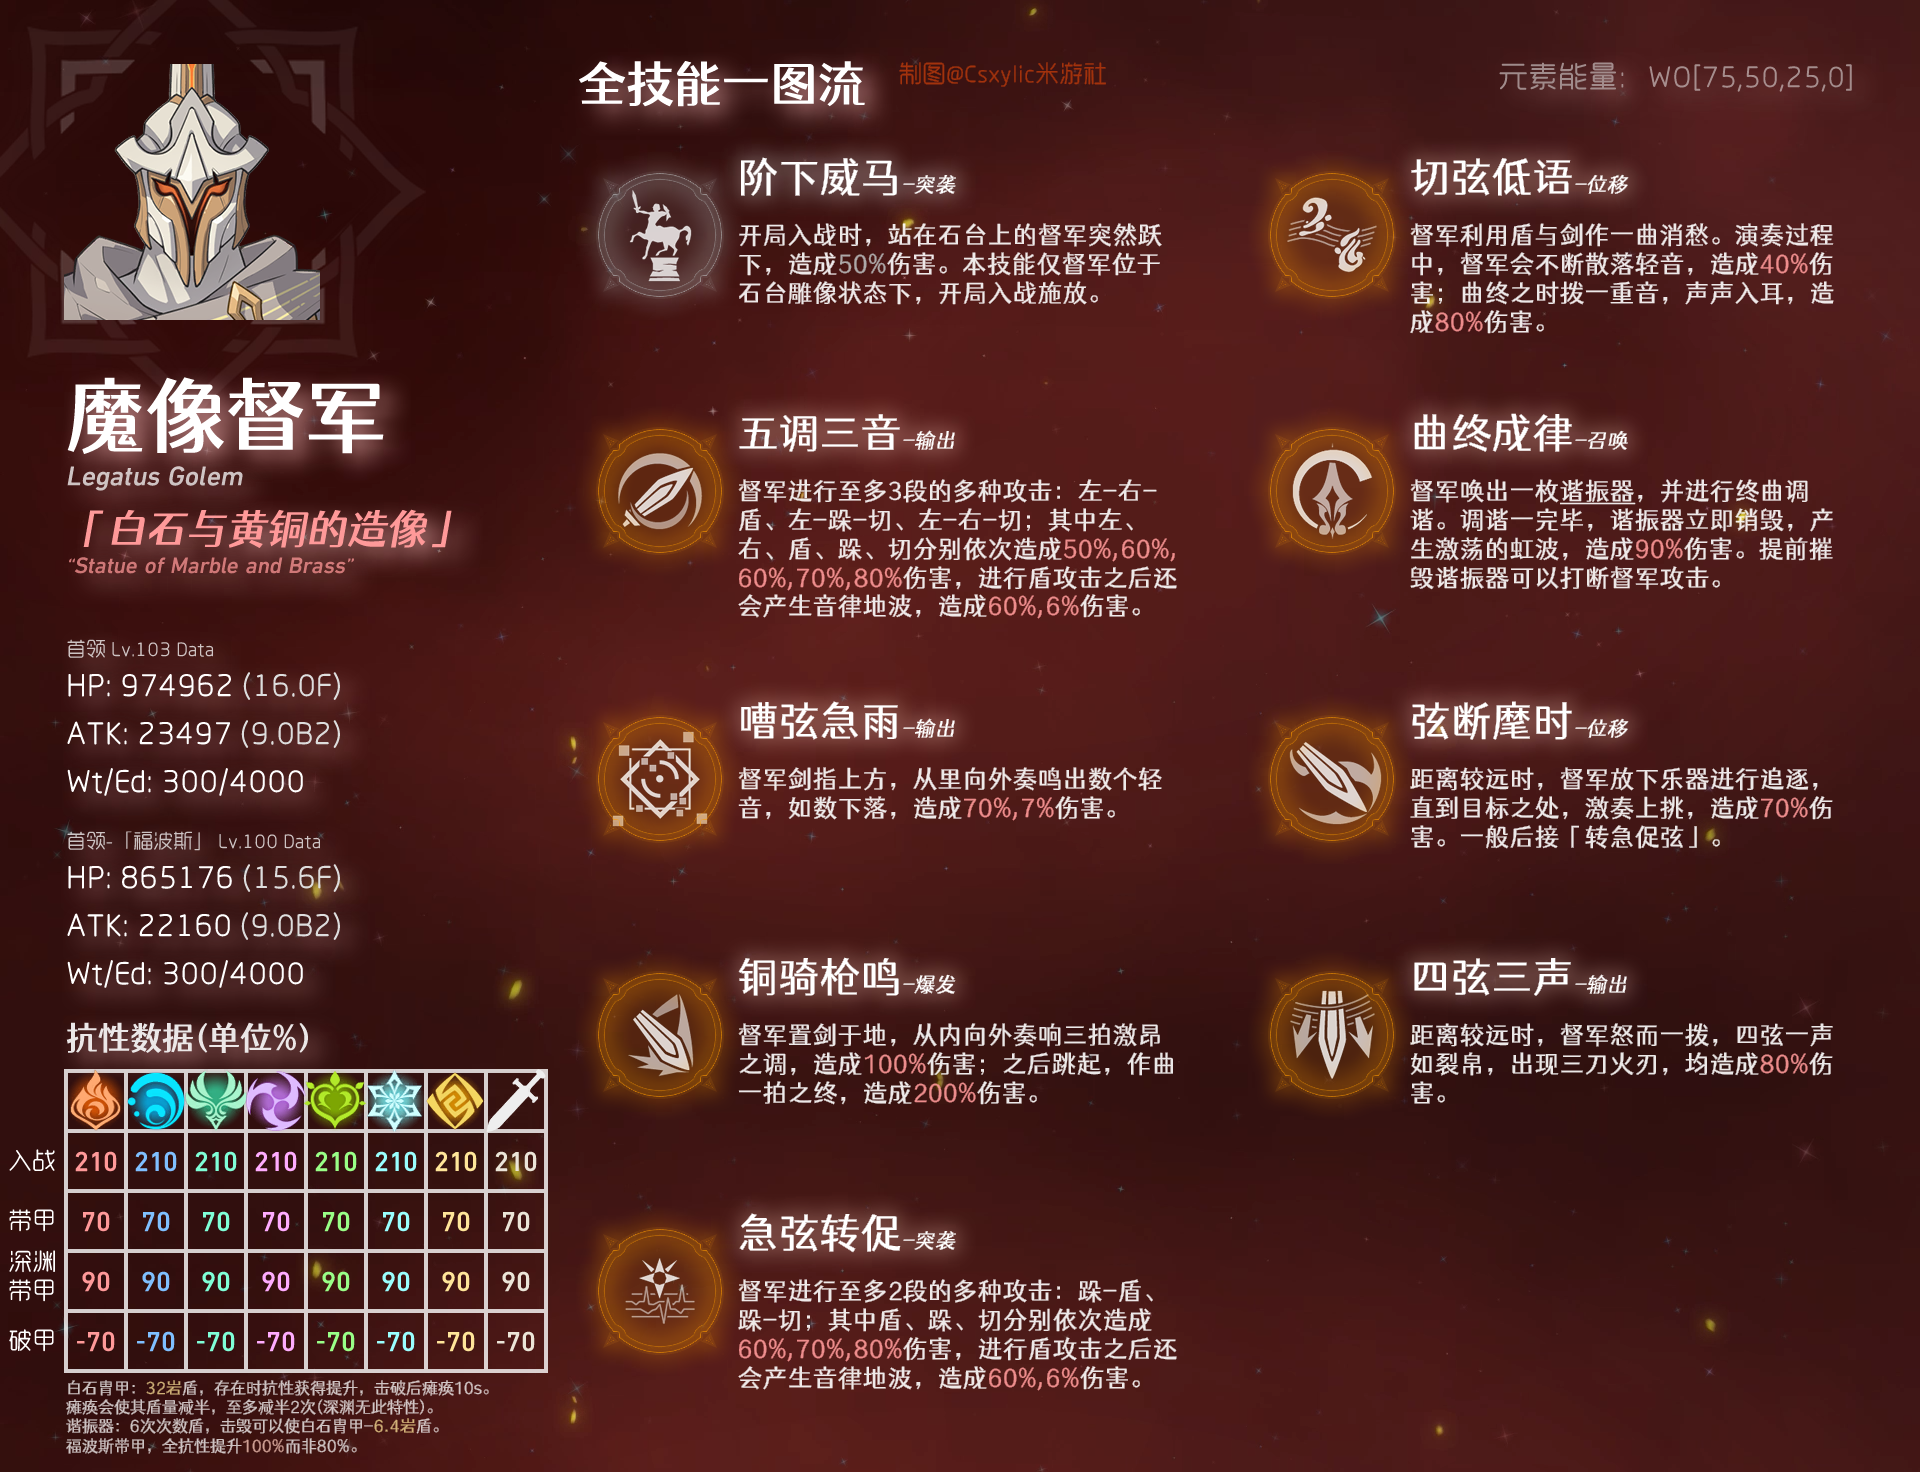 全技能一图流
制图@Csxylic米游社
元素能量: W0[75,50,25,0]
魔像督军
Legatus Golem
「白石与黄铜的造像」
“Statue of Marble and Brass”
首领 Lv.103 Data
HP: 974962 (16.0F)
ATK: 23497 (9.0B2)
Wt/Ed: 300/4000
首领-「福波斯」 Lv.100 Data
HP: 865176 (15.6F)
ATK: 22160 (9.0B2)
Wt/Ed: 300/4000
抗性数据(单位%)
入战 210 210 210 210 210 210 210 210
带甲 70 70 70 70 70 70 70 70
深渊
带甲 90 90 90 90 90 90 90 90
破甲 -70 -70 -70 -70 -70 -70 -70 -70
白石胄甲：32岩盾，存在时抗性获得提升，击破后瘫痪10s。
瘫痪会使其盾量减半，至多减半2次(深渊无此特性)。
谐振器：6次次数盾，击毁可以使白石胄甲-6.4岩盾。
福波斯带甲，全抗性提升100%而非80%。
阶下威马-突袭
开局入战时，站在石台上的督军突然跃
下，造成50%伤害。本技能仅督军位于
石台雕像状态下，开局入战施放。
五调三音-输出
督军进行至多3段的多种攻击：左-右-
盾、左-跺-切、左-右-切；其中左、
右、盾、跺、切分别依次造成50%,60%,
60%,70%,80%伤害，进行盾攻击之后还
会产生音律地波，造成60%,6%伤害。
嘈弦急雨-输出
督军剑指上方，从里向外奏鸣出数个轻
音，如数下落，造成70%,7%伤害。
铜骑枪鸣-爆发
督军置剑于地，从内向外奏响三拍激昂
之调，造成100%伤害；之后跳起，作曲
一拍之终，造成200%伤害。
急弦转促-突袭
督军进行至多2段的多种攻击：跺-盾、
跺-切；其中盾、跺、切分别依次造成
60%,70%,80%伤害，进行盾攻击之后还
会产生音律地波，造成60%,6%伤害。
切弦低语-位移
督军利用盾与剑作一曲消愁。演奏过程
中，督军会不断散落轻音，造成40%伤
害；曲终之时拨一重音，声声入耳，造
成80%伤害。
曲终成律-召唤
督军唤出一枚谐振器，并进行终曲调
谐。调谐一完毕，谐振器立即销毁，产
生激荡的虹波，造成90%伤害。提前摧
毁谐振器可以打断督军攻击。
弦断麾时-位移
距离较远时，督军放下乐器进行追逐，
直到目标之处，激奏上挑，造成70%伤
害。一般后接「转急促弦」。
四弦三声-输出
距离较远时，督军怒而一拨，四弦一声
如裂帛，出现三刀火刃，均造成80%伤
害。